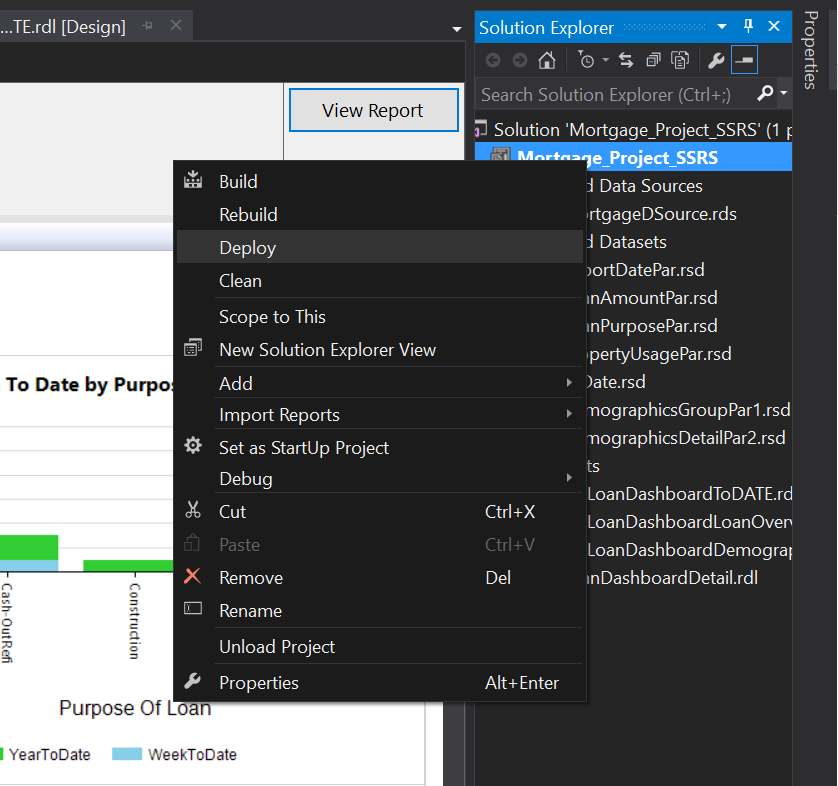 ...TE.rdl [Design]
View Report
To Date by Purpos
Cash-OutRefi
Construction
Purpose Of Loan
YearToDate
WeekToDate
Build
Rebuild
Deploy
Clean
Scope to This
New Solution Explorer View
Add
Import Reports
Set as StartUp Project
Debug
Cut Ctrl+X
Paste Ctrl+V
Remove Del
Rename
Unload Project
Properties Alt+Enter
Solution Explorer
Search Solution Explorer (Ctrl+;)
Solution 'Mortgage_Project_SSRS' (1 p
Mortgage_Project_SSRS
d Data Sources
ortgageDSource.rds
d Datasets
portDatePar.rsd
anAmountPar.rsd
anPurposePar.rsd
opertyUsagePar.rsd
Date.rsd
mographicsGroupPar1.rsd
mographicsDetailPar2.rsd
ts
LoanDashboardToDATE.rd
LoanDashboardLoanOverv
LoanDashboardDemograp
anDashboardDetail.rdl
Properties